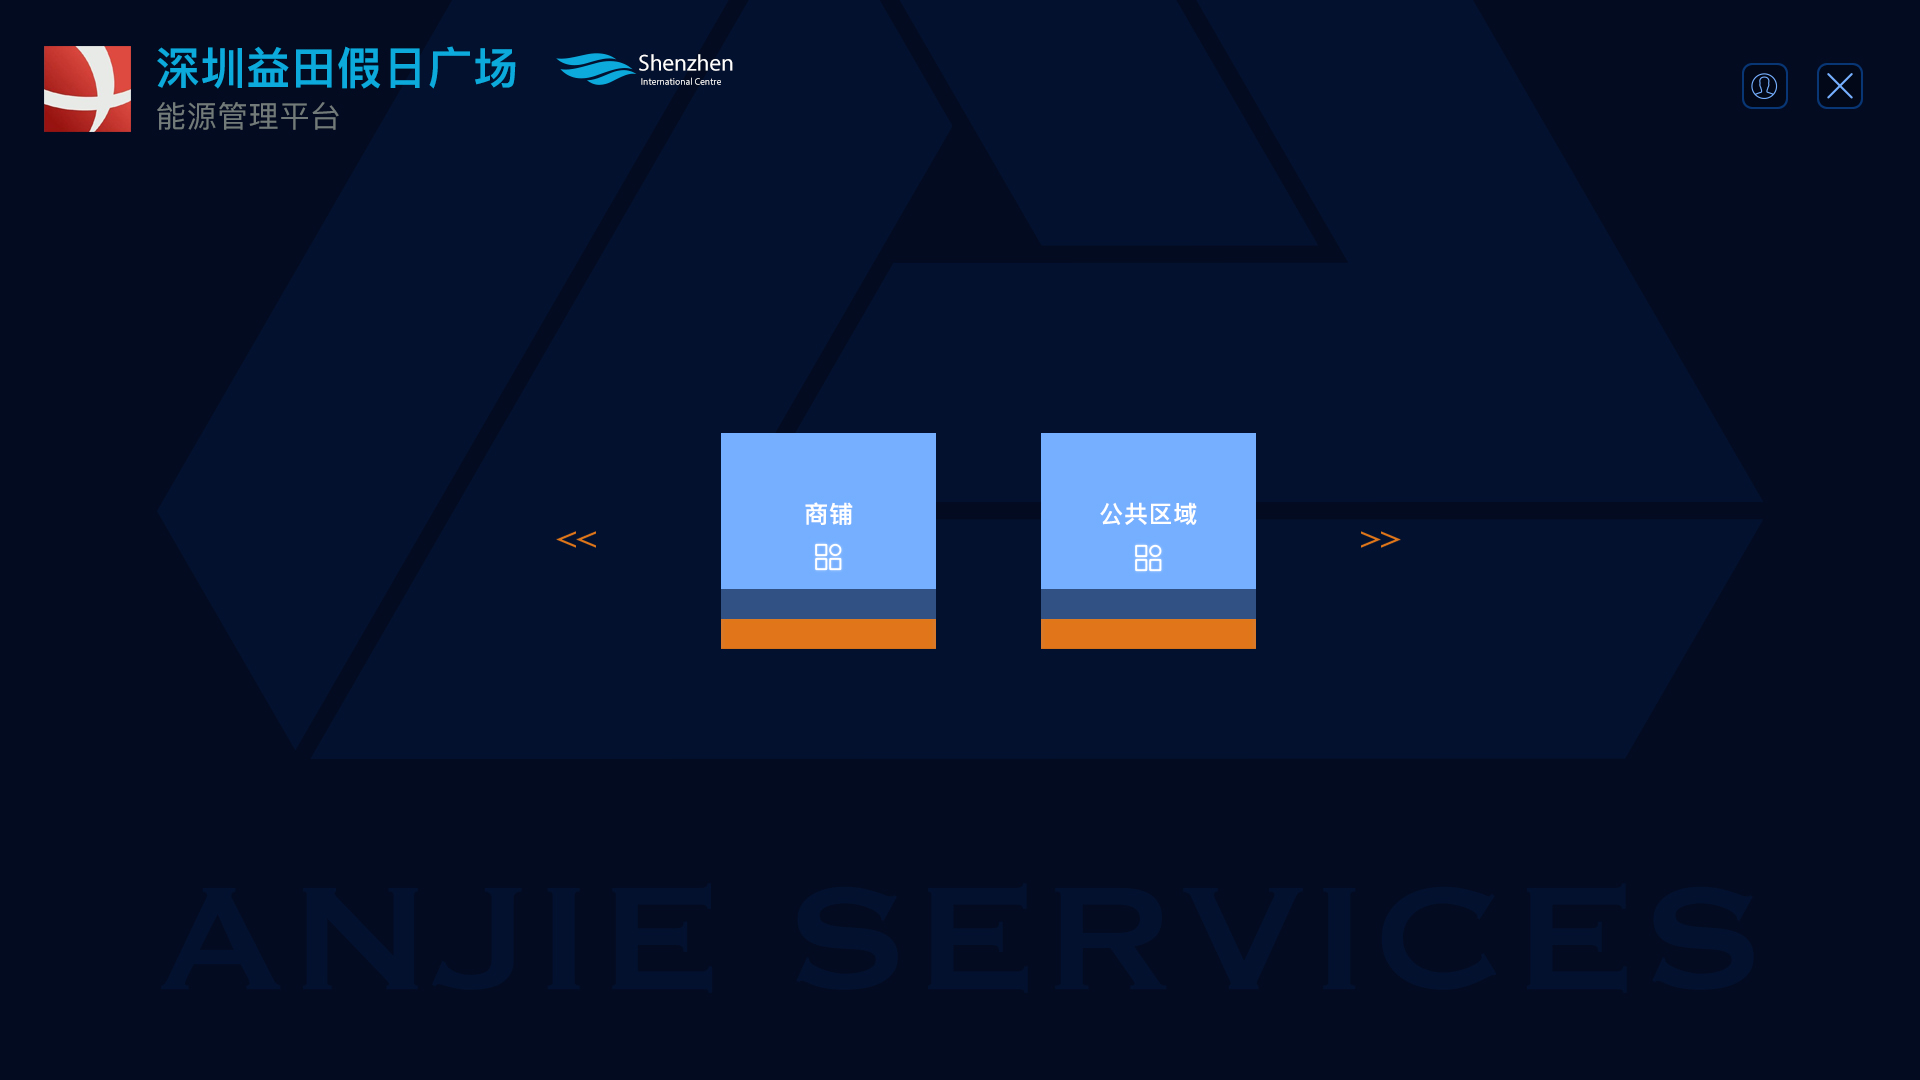 深圳益田假日广场
能源管理平台
Shenzhen
International Centre
商铺
公共区域
<<
>>
ANJIE SERVICES